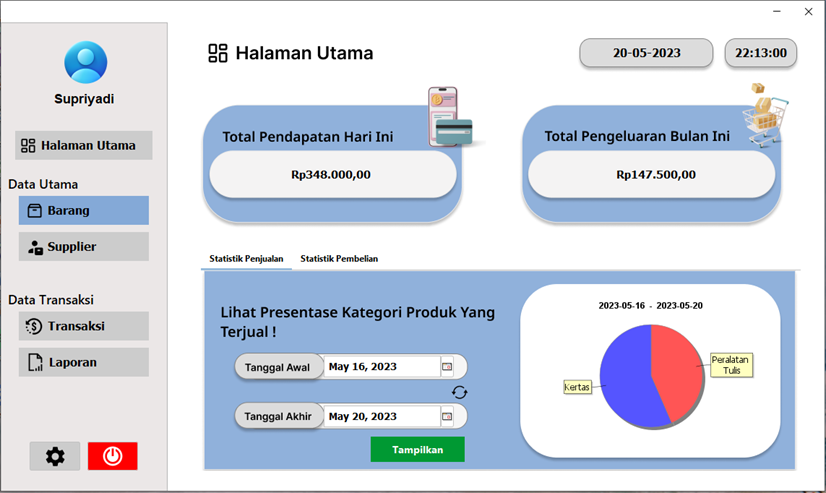 Supriyadi
Halaman Utama
Data Utama
Barang
Supplier
Data Transaksi
Transaksi
Laporan
Halaman Utama
20-05-2023
22:13:00
Total Pendapatan Hari Ini
Rp348.000,00
Total Pengeluaran Bulan Ini
Rp147.500,00
Statistik Penjualan
Statistik Pembelian
Lihat Presentase Kategori Produk Yang
Terjual !
Tanggal Awal
May 16, 2023
Tanggal Akhir
May 20, 2023
Tampilkan
2023-05-16 - 2023-05-20
Peralatan
Tulis
Kertas